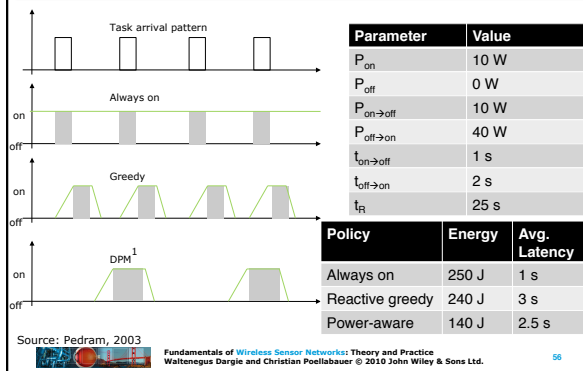 Task arrival pattern
Always on
on
off
Greedy
on
off
DPM1
on
off
Parameter Value
Pon 10 W
Poff 0 W
Pon→off 10 W
Poff→on 40 W
ton→off 1 s
toff→on 2 s
tR 25 s
Policy Energy Avg. Latency
Always on 250 J 1 s
Reactive greedy 240 J 3 s
Power-aware 140 J 2.5 s
Source: Pedram, 2003
Fundamentals of Wireless Sensor Networks: Theory and Practice
Waltenegus Dargie and Christian Poellabauer © 2010 John Wiley & Sons Ltd.
56